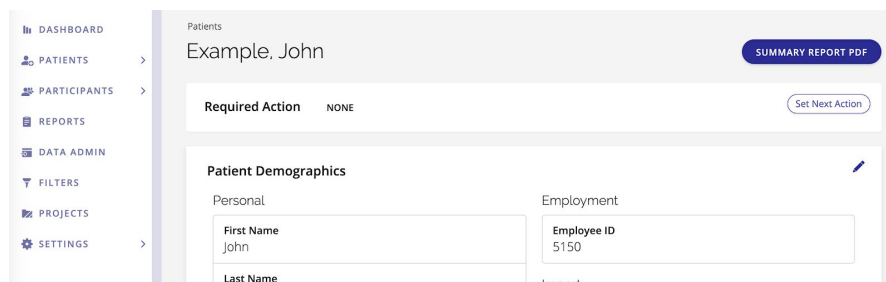 DASHBOARD
PATIENTS
PARTICIPANTS
REPORTS
DATA ADMIN
FILTERS
PROJECTS
SETTINGS
Patients
Example, John
SUMMARY REPORT PDF
Required Action NONE
Set Next Action
Patient Demographics
Personal
First Name
John
Last Name
Employment
Employee ID
5150